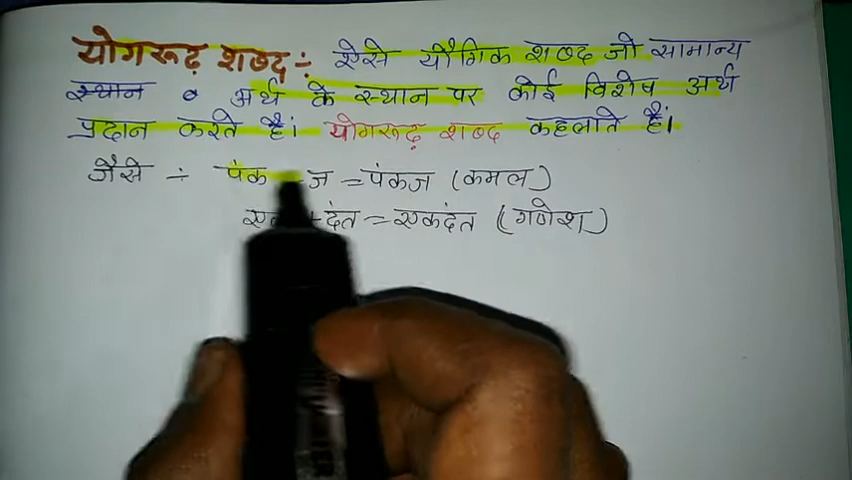 योगरूढ़ शब्द÷ ऐसे यौगिक शब्द जो सामान्य
स्थान व अर्थ के स्थान पर कोई विशेष अर्थ
प्रदान करते है। योगरूढ़ शब्द कहलाते हैं।
जैसे ÷ पंक ज = पंकज (कमल)
+ दंत = एकदंत (गणेश)